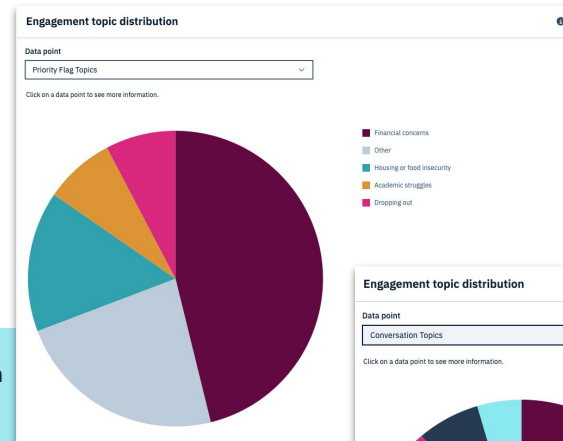 Engagement topic distribution
Data point
Priority Flag Topics
Click on a data point to see more information.
Financial concerns
Other
Housing or food insecurity
Academic struggles
Dropping out
Engagement topic distribution
Data point
Conversation Topics
Click on a data point to see more information.